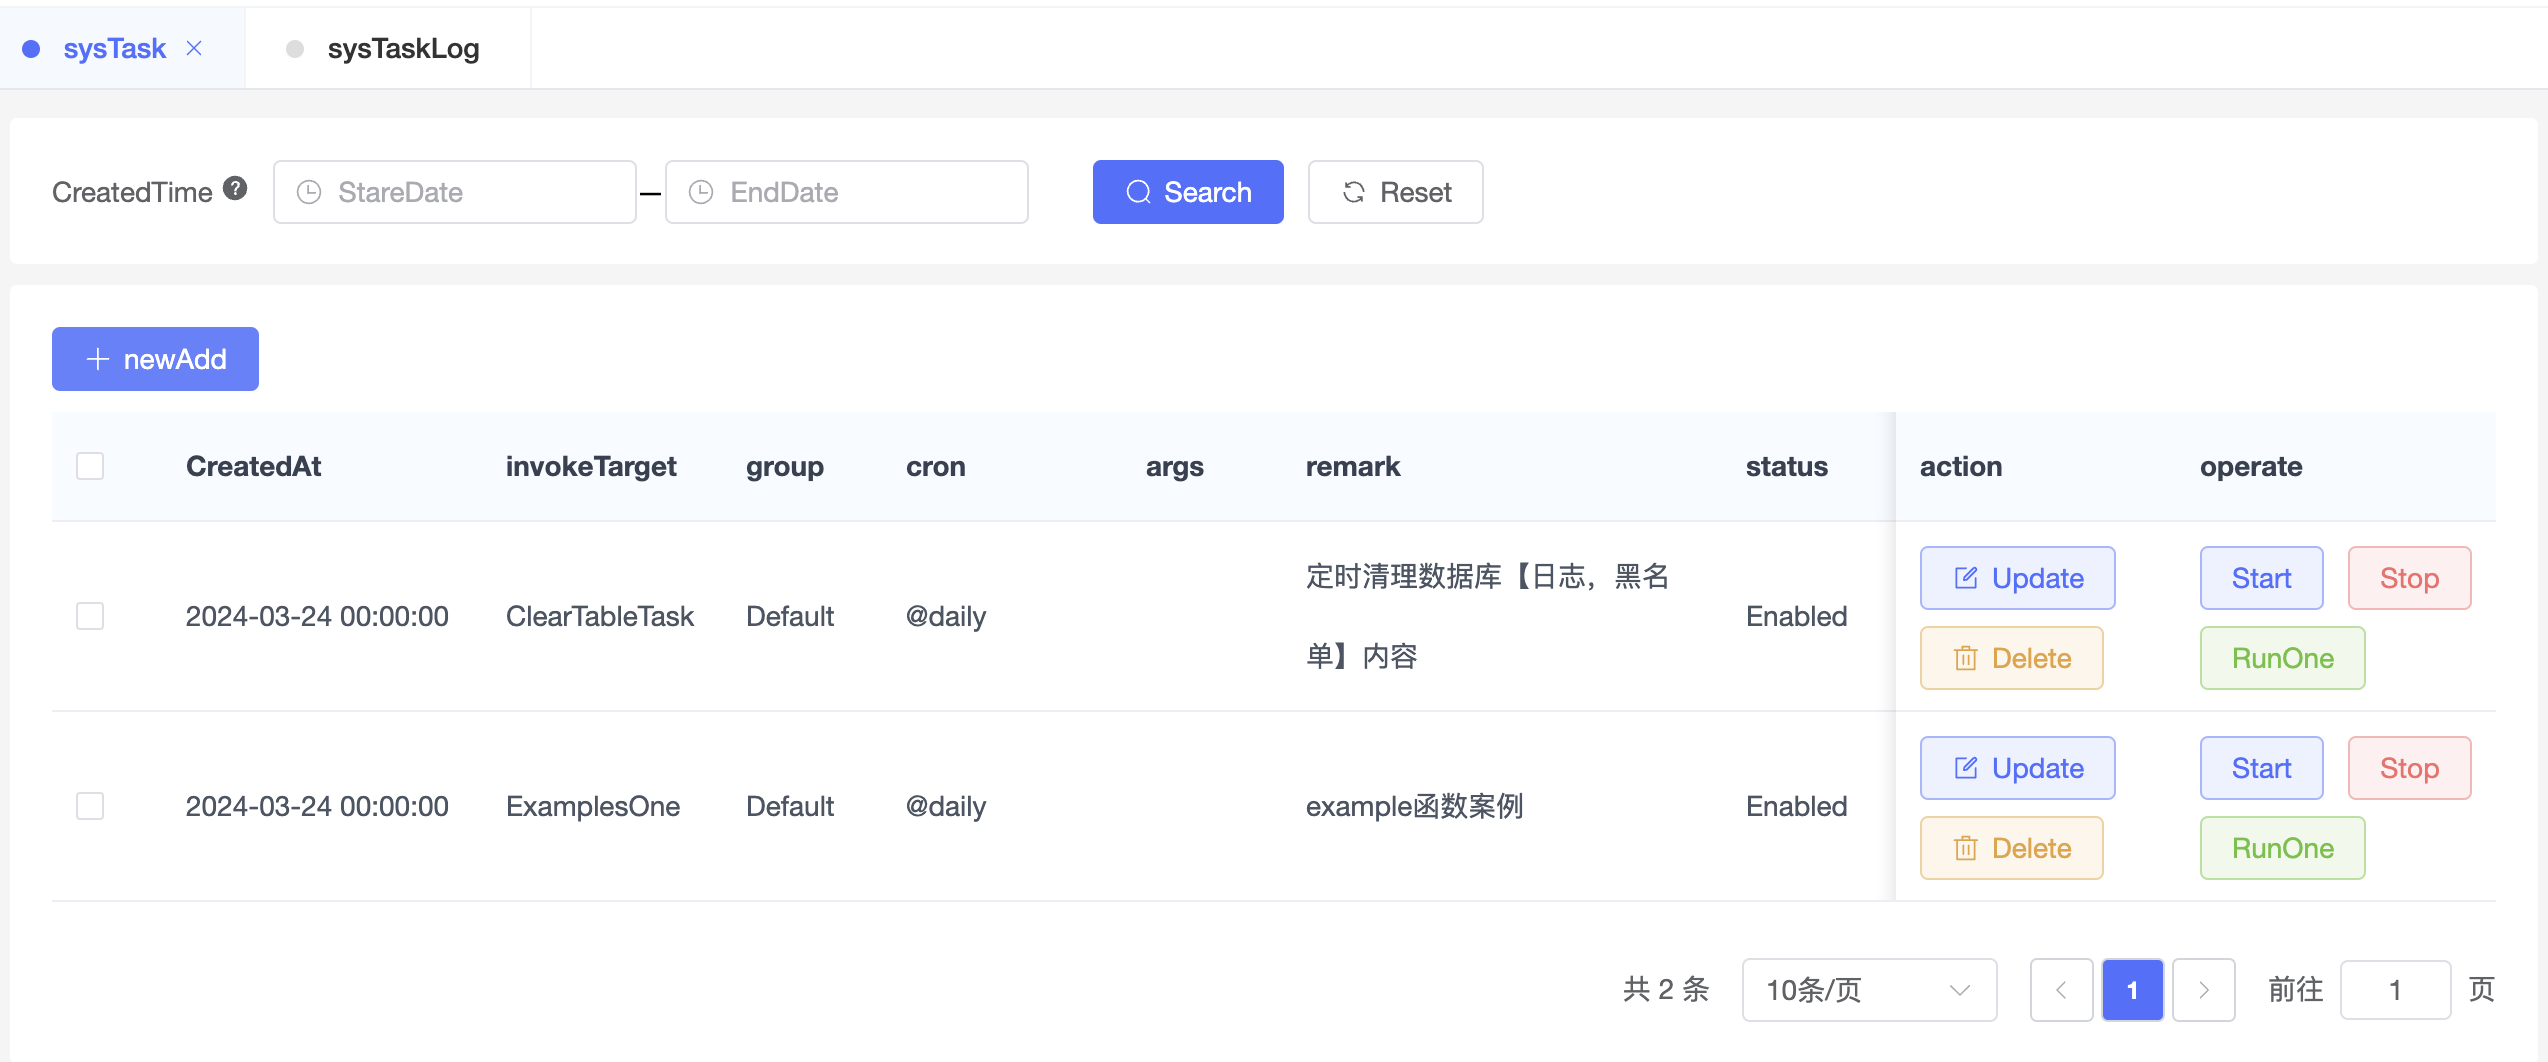 sysTask
sysTaskLog
CreatedTime
StareDate
EndDate
Search
Reset
newAdd
CreatedAt invokeTarget group cron args remark status action operate
2024-03-24 00:00:00 ClearTableTask Default @daily 定时清理数据库【日志，黑名
单】内容 Enabled Update Start Stop
Delete RunOne
2024-03-24 00:00:00 ExamplesOne Default @daily example函数案例 Enabled Update Start Stop
Delete RunOne
共 2 条 10条/页 1 前往 1 页